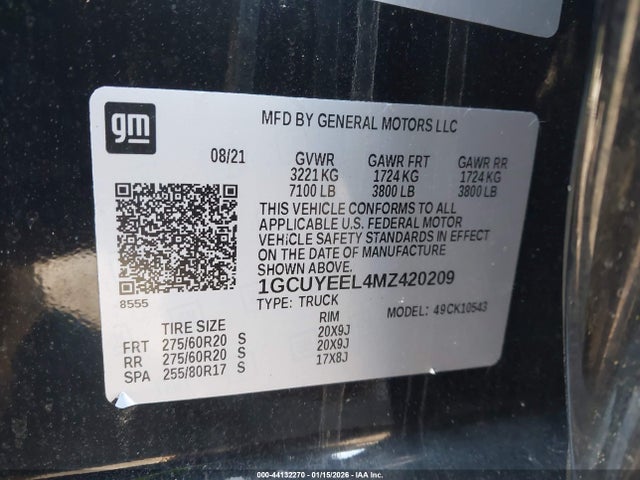 gm
MFD BY GENERAL MOTORS LLC
08/21 GVWR GAWR FRT GAWR RR
3221 KG 1724 KG 1724 KG
7100 LB 3800 LB 3800 LB
THIS VEHICLE CONFORMS TO ALL
APPLICABLE U.S. FEDERAL MOTOR
VEHICLE SAFETY STANDARDS IN EFFECT
ON THE DATE OF MANUFACTURE
SHOWN ABOVE.
1GCUYEEL4MZ420209
8555
TYPE: TRUCK MODEL: 49CK10543
TIRE SIZE RIM
FRT 275/60R20 S 20X9J
RR 275/60R20 S 20X9J
SPA 255/80R17 S 17X8J
000-44132270 - 01/15/2026 - IAA Inc.